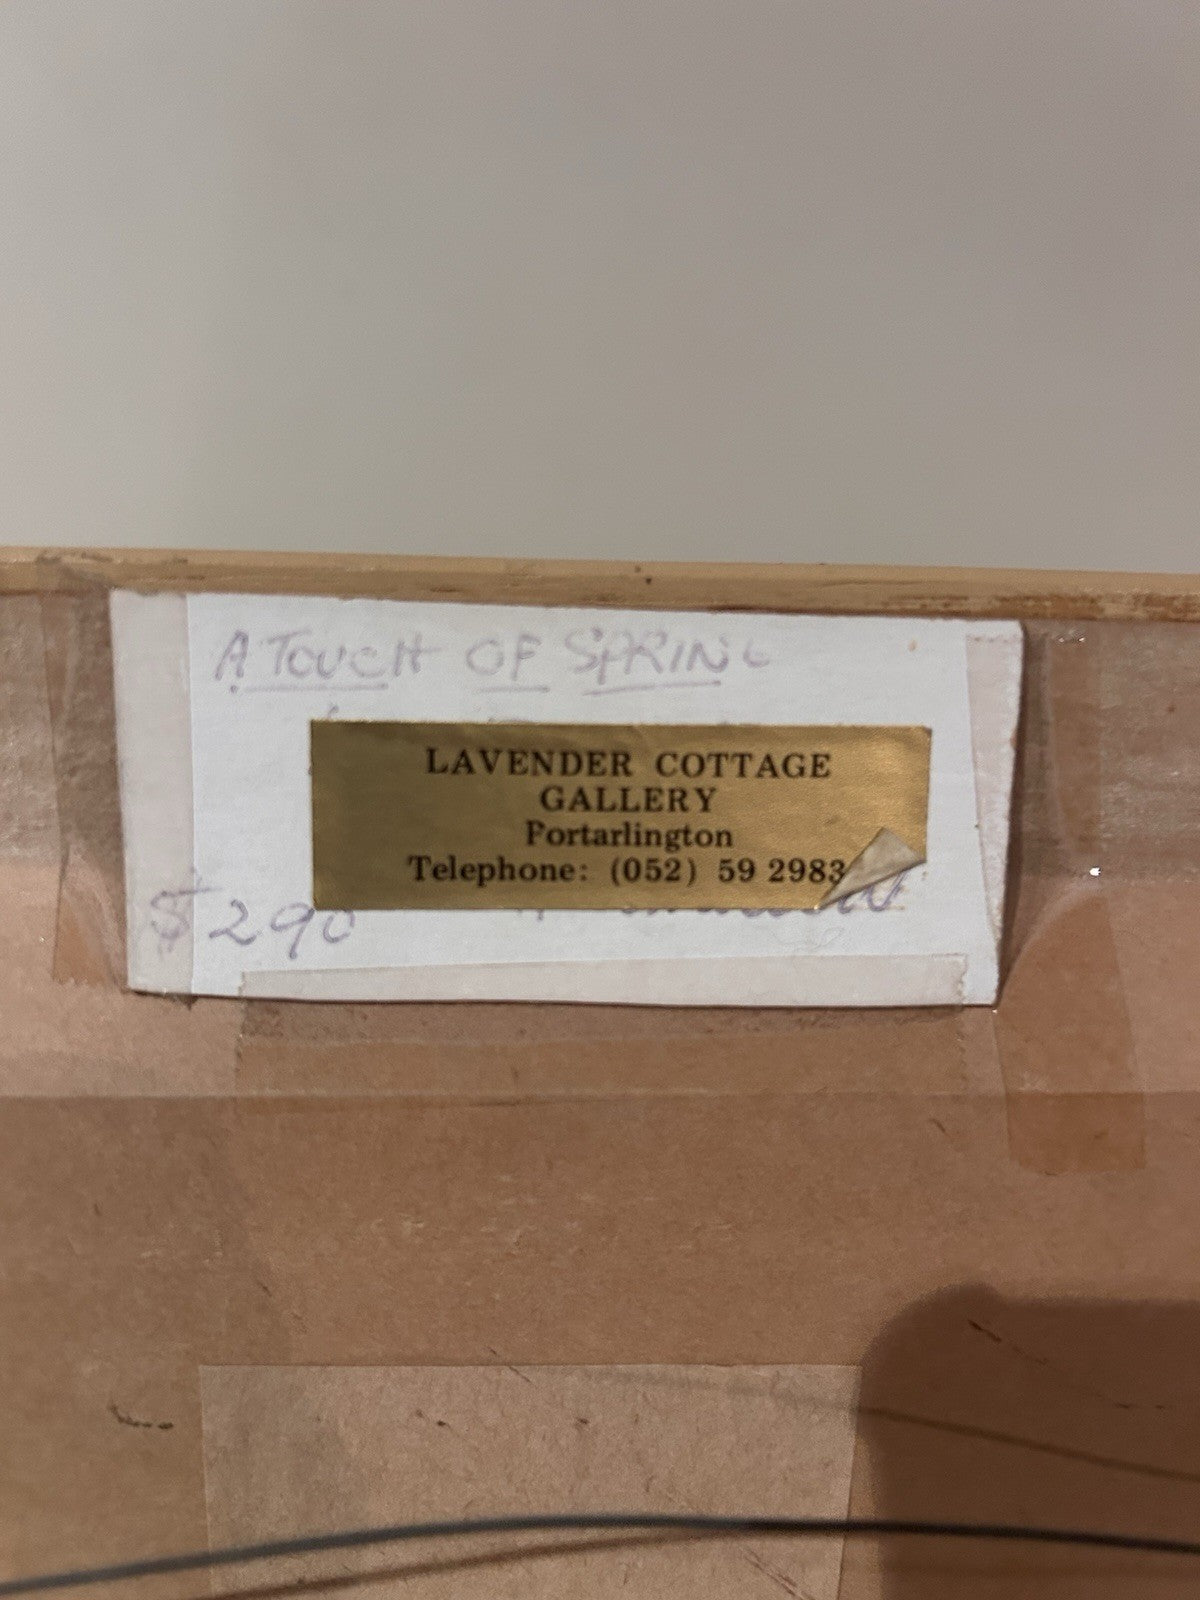 A TOUCH OF SPRING
LAVENDER COTTAGE
GALLERY
Portarlington
Telephone: (052) 59 2983
$290